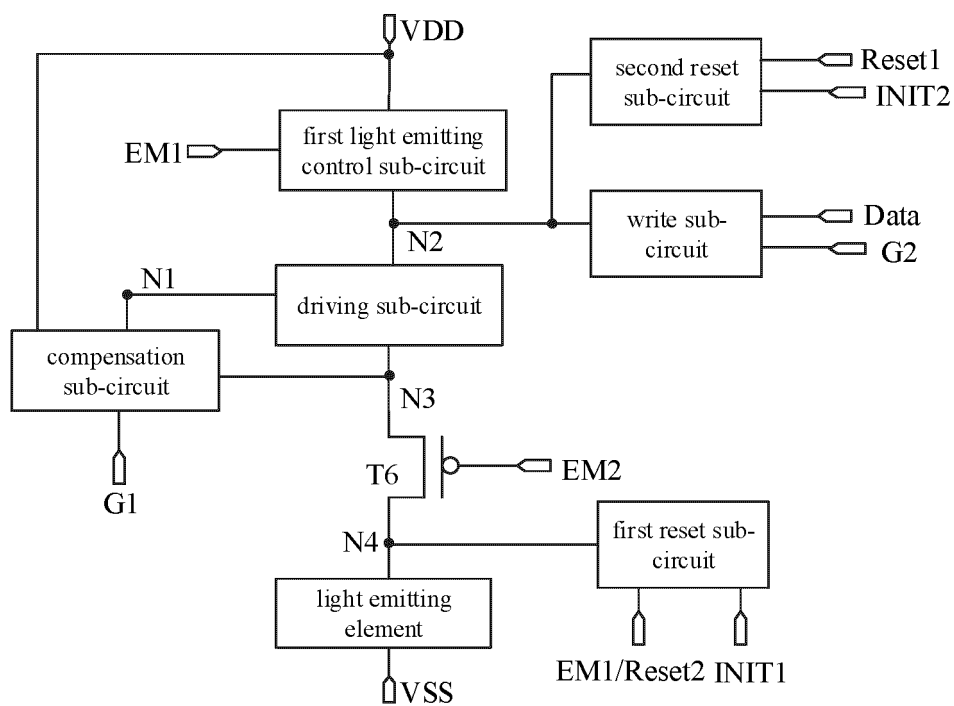 VDD
second reset
sub-circuit
Reset1
INIT2
first light emitting
control sub-circuit
EM1
write sub-
circuit
Data
G2
N2
N1
driving sub-circuit
compensation
sub-circuit
N3
G1
T6
EM2
N4
first reset sub-
circuit
light emitting
element
EM1/Reset2
INIT1
VSS